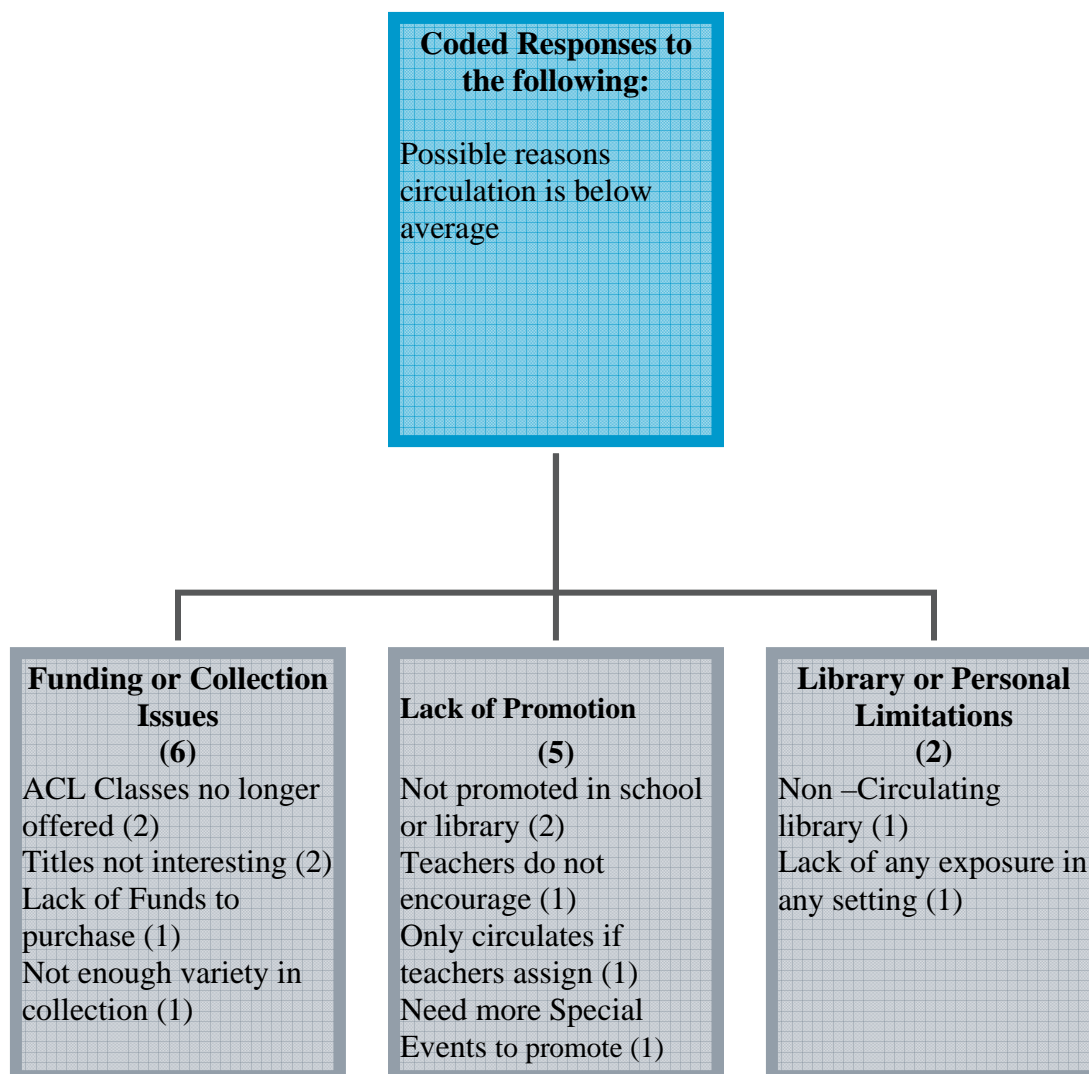 Coded Responses to
the following:
Possible reasons
circulation is below
average
Funding or Collection
Issues
(6)
ACL Classes no longer
offered (2)
Titles not interesting (2)
Lack of Funds to
purchase (1)
Not enough variety in
collection (1)
Lack of Promotion
(5)
Not promoted in school
or library (2)
Teachers do not
encourage (1)
Only circulates if
teachers assign (1)
Need more Special
Events to promote (1)
Library or Personal
Limitations
(2)
Non –Circulating
library (1)
Lack of any exposure in
any setting (1)